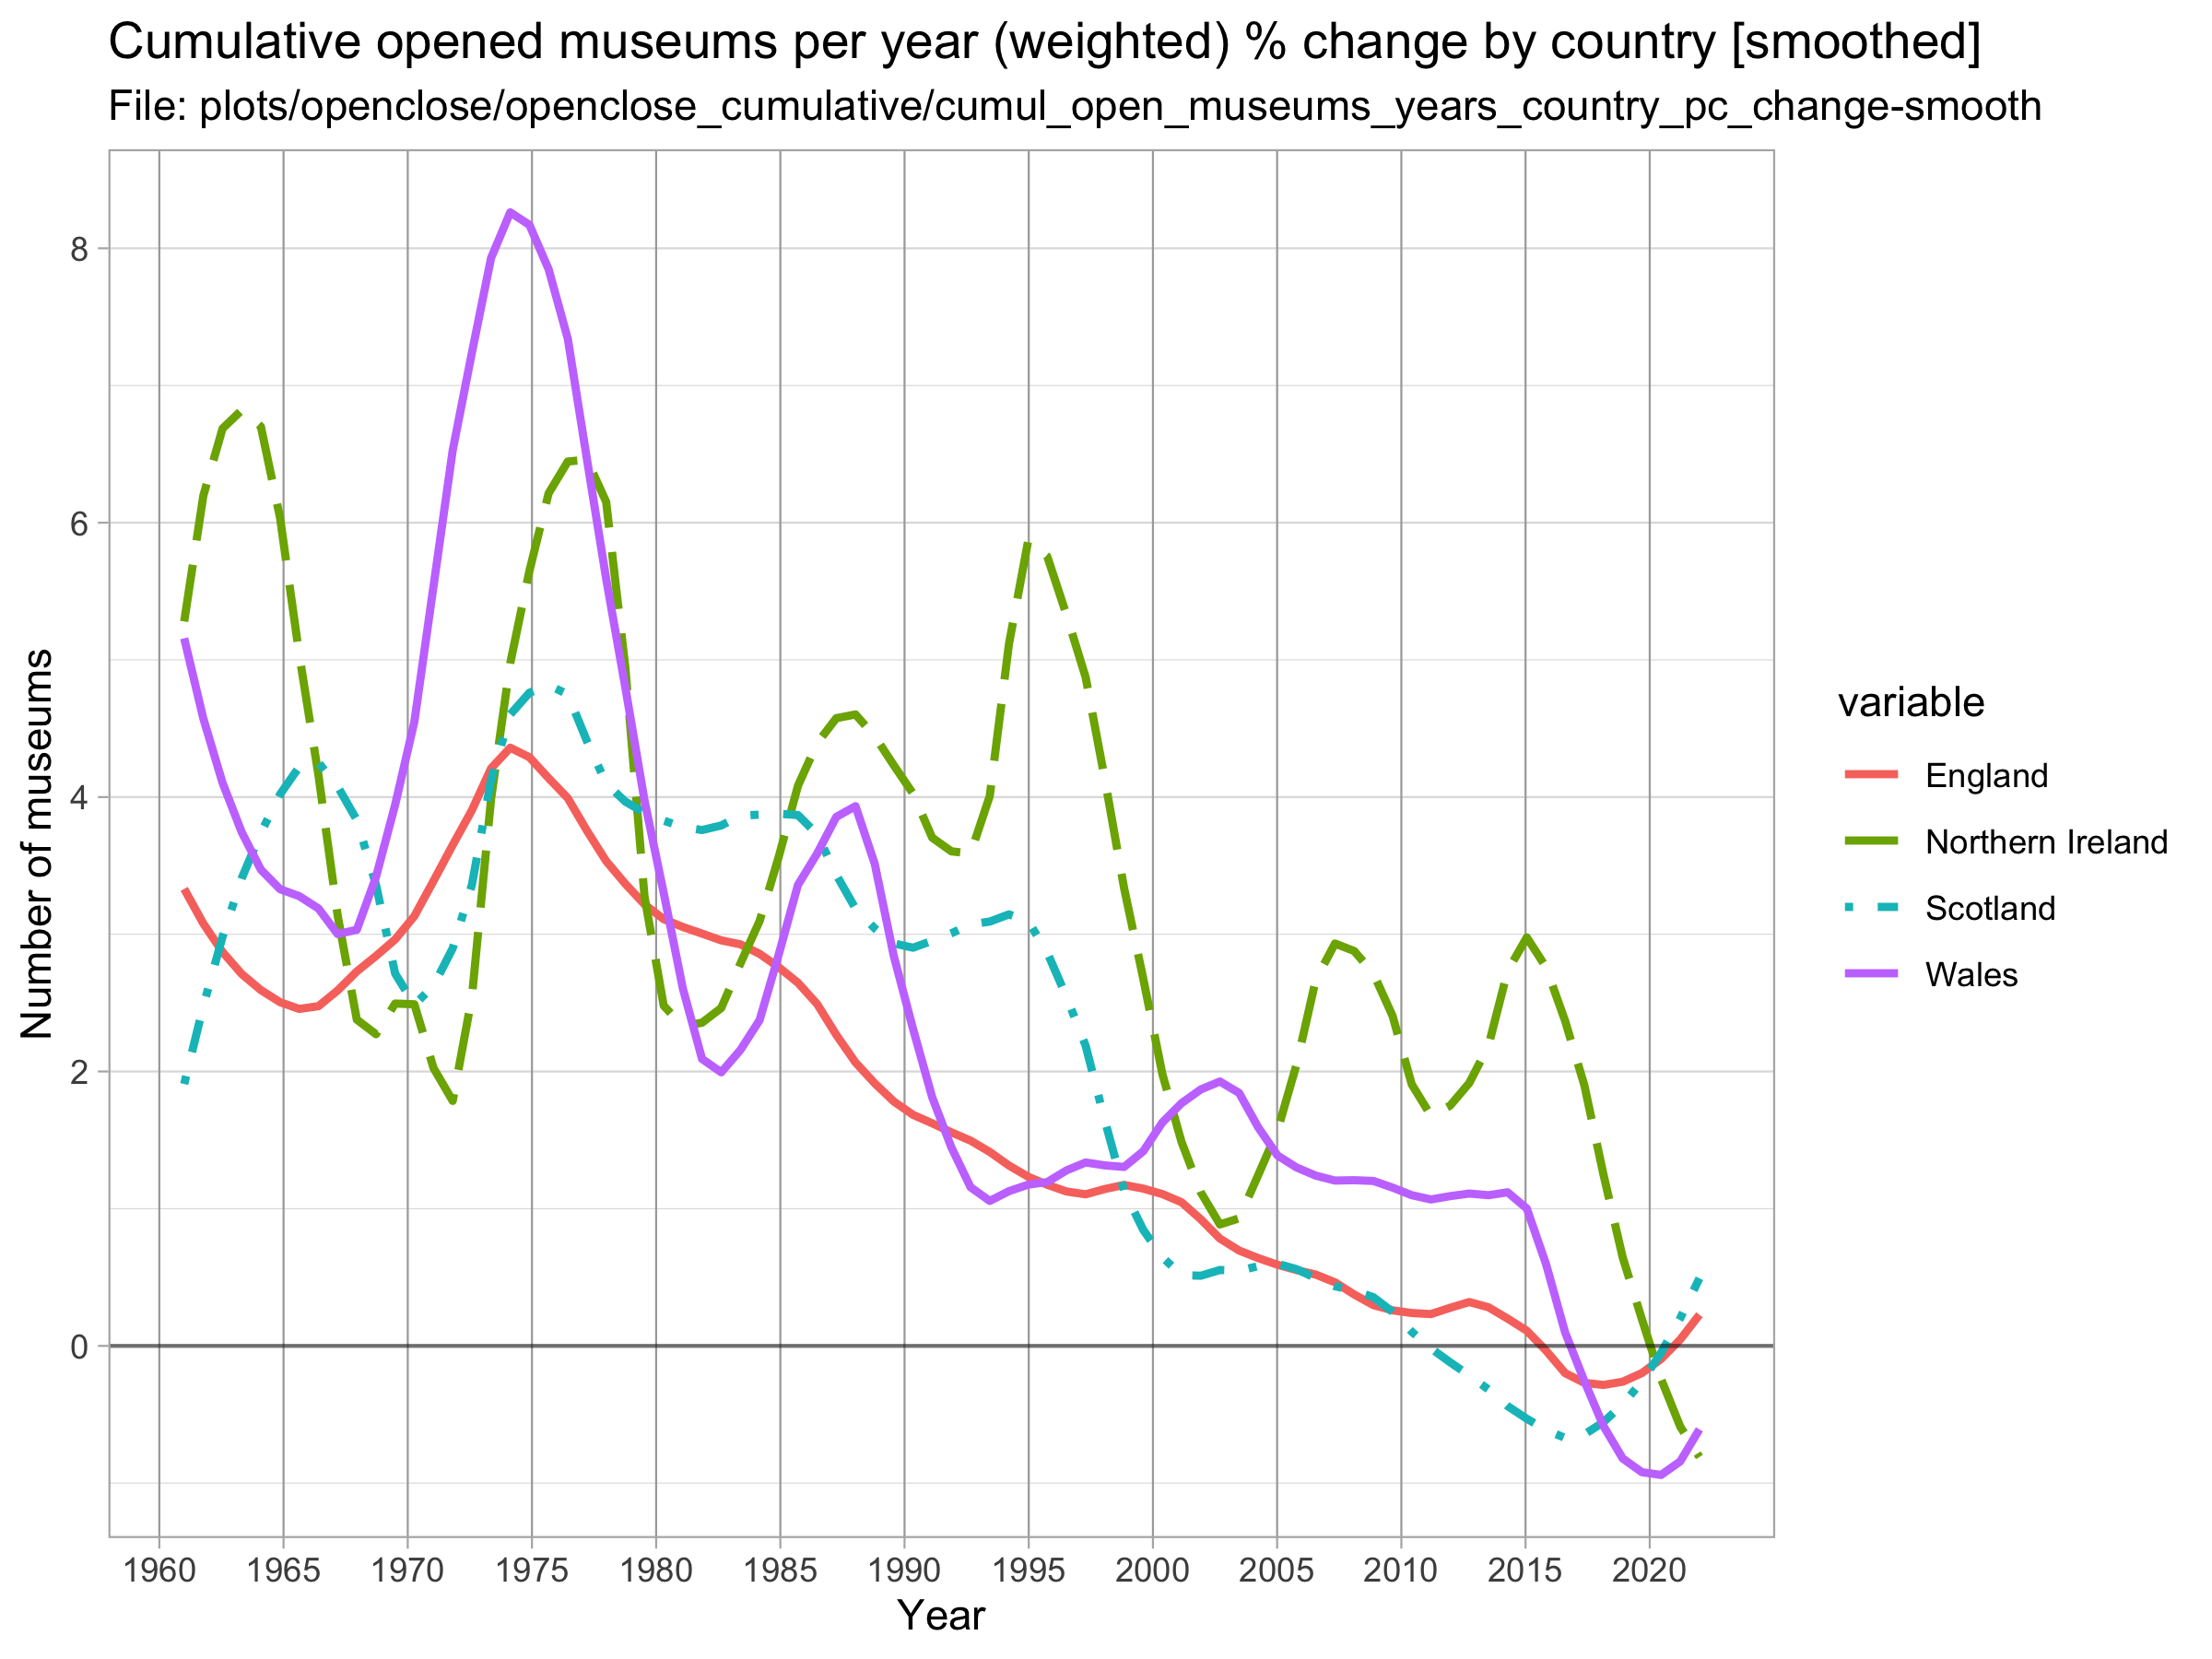 Cumulative opened museums per year (weighted) % change by country [smoothed]
File: plots/openclose/openclose_cumulative/cumul_open_museums_years_country_pc_change-smooth
Number of museums
8
6
4
2
0
1960 1965 1970 1975 1980 1985 1990 1995 2000 2005 2010 2015 2020
Year
variable
England
Northern Ireland
Scotland
Wales